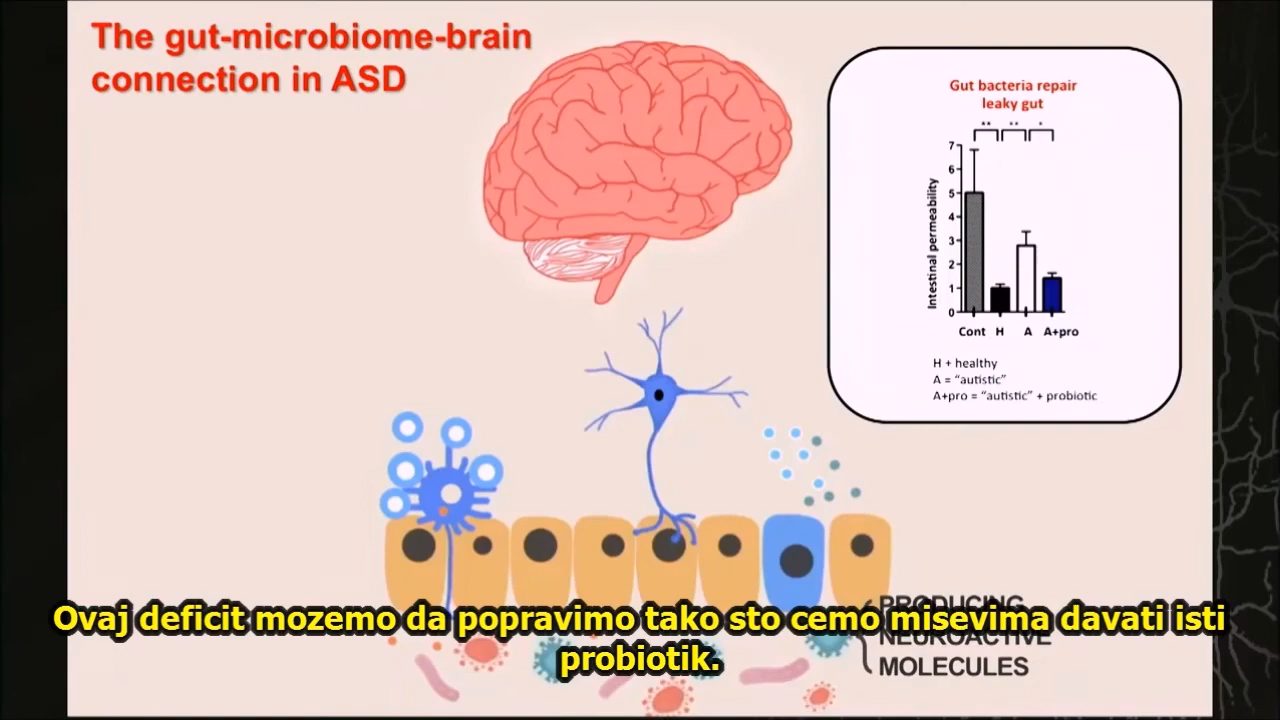 The gut-microbiome-brain
connection in ASD
Gut bacteria repair
leaky gut
** ** *
7
6
5
4
3
2
1
0
Intestinal permeability
Cont H A A+pro
H + healthy
A = “autistic”
A+pro = “autistic” + probiotic
PRODUCING
NEUROACTIVE
MOLECULES
Ovaj deficit mozemo da popravimo tako sto cemo misevima davati isti
probiotik.